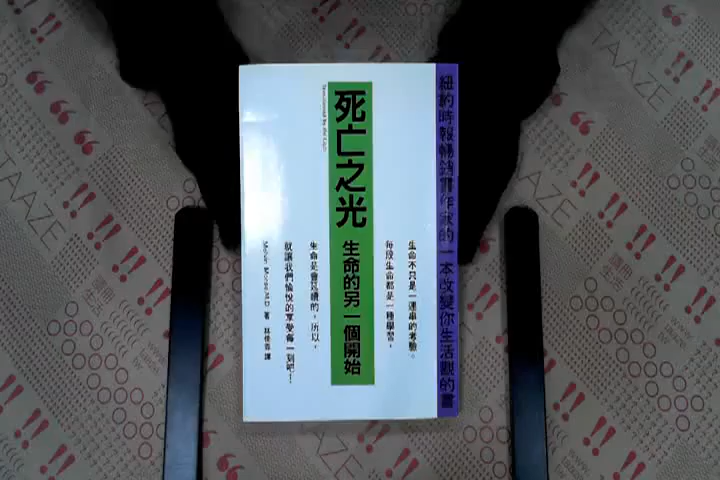 紐約時報暢銷書作家的一本改變你生活觀的書
生命不只是一連串的考驗。
每段生命都是一種學習，
死亡之光
生命的另一個開始
生命是會延續的，所以，
就讓我們愉悅的享受每一刻吧…
著
譯
TAAZE
TAAZE
TAAZE